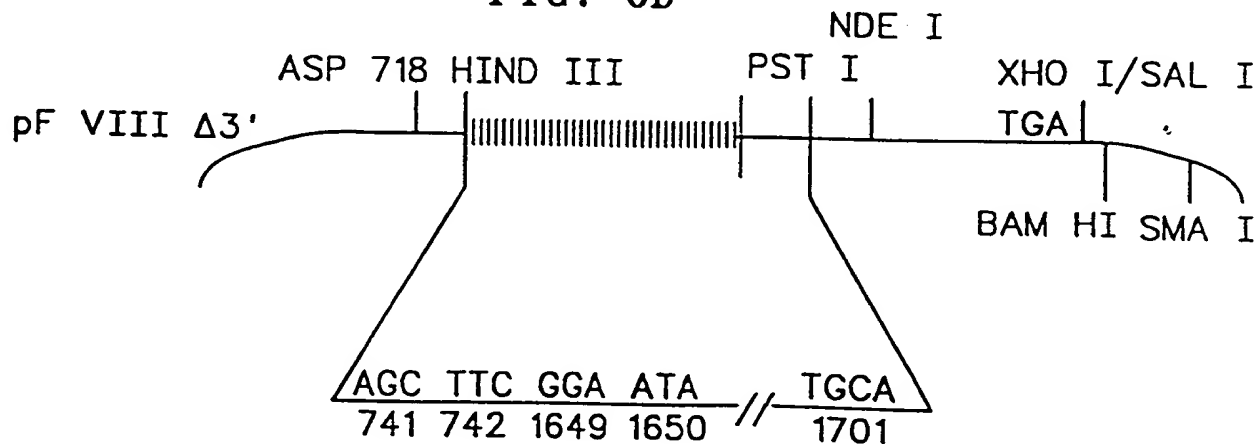 NDE I
ASP 718 HIND III PST I XHO I/SAL I
pF VIII Δ3' TGA
BAM HI SMA I
AGC TTC GGA ATA // TGCA
741 742 1649 1650 1701